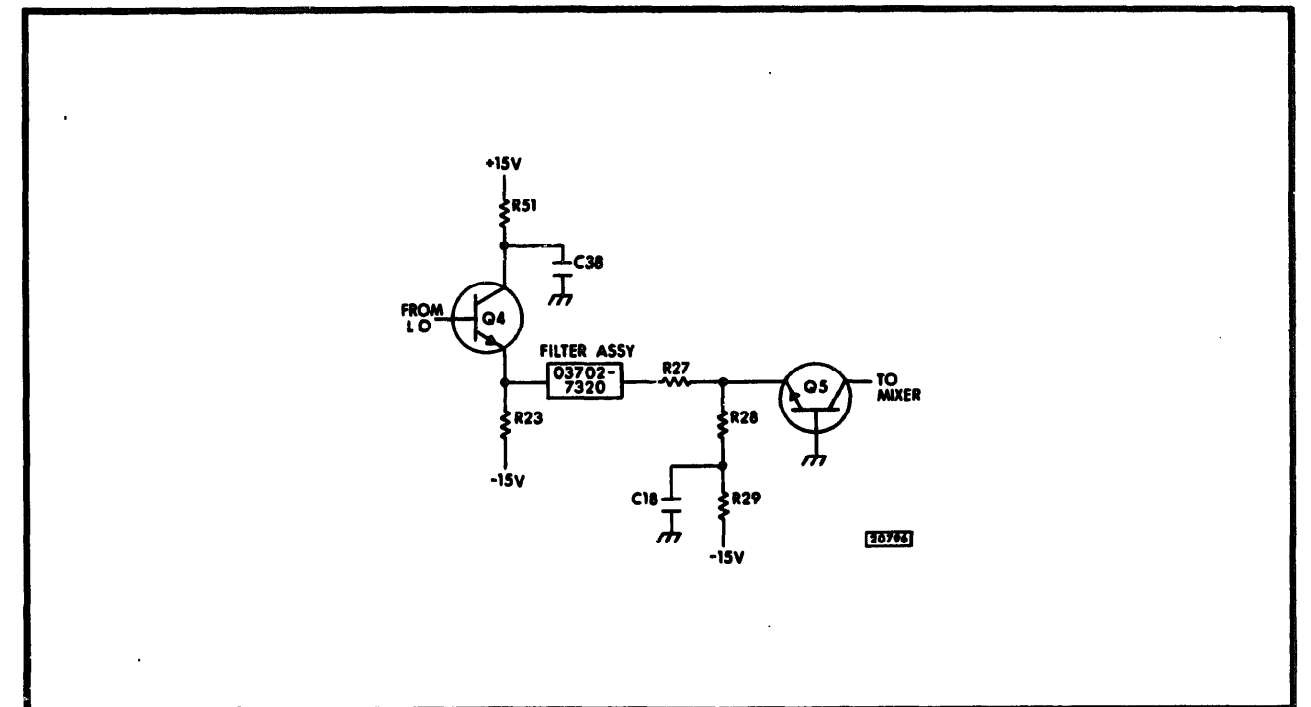 +15V
R51
C38
FROM
L O
Q4
FILTER ASSY
03702-
7320
R27
Q5
TO
MIXER
R23
R28
-15V
C18
R29
-15V
20796